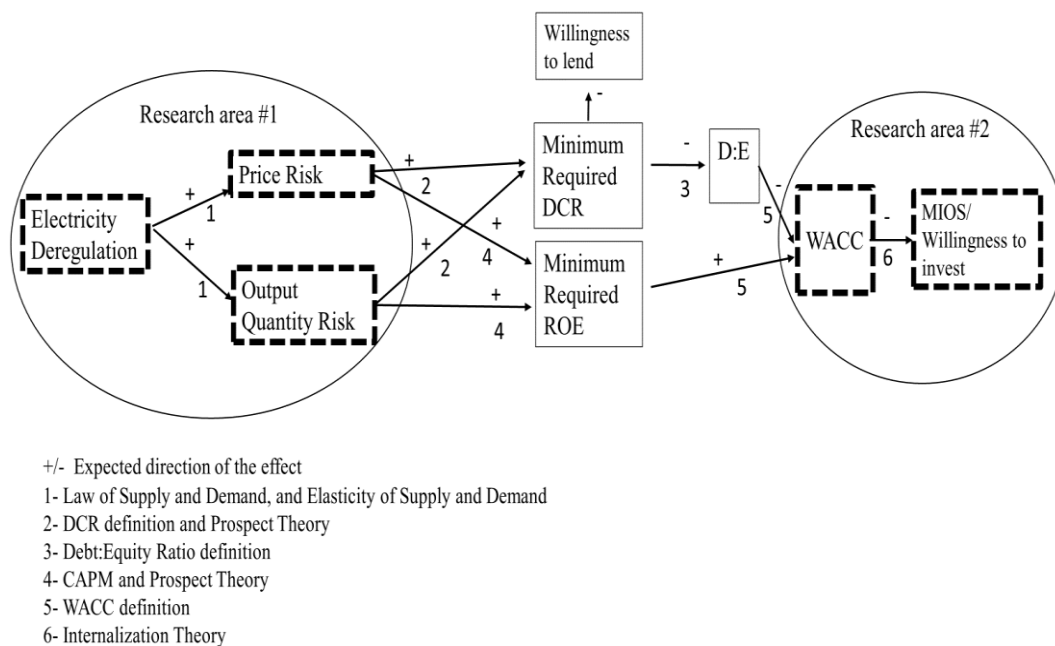 Willingness
to lend
-
Research area #1
Research area #2
Price Risk
+
2
Minimum
Required
DCR
-
3
D:E
-
5
+
1
Electricity
Deregulation
+
1
+
4
WACC
-
6
MIOS/
Willingness to
invest
+
2
Output
Quantity Risk
+
4
Minimum
Required
ROE
+
5
+/- Expected direction of the effect
1- Law of Supply and Demand, and Elasticity of Supply and Demand
2- DCR definition and Prospect Theory
3- Debt:Equity Ratio definition
4- CAPM and Prospect Theory
5- WACC definition
6- Internalization Theory